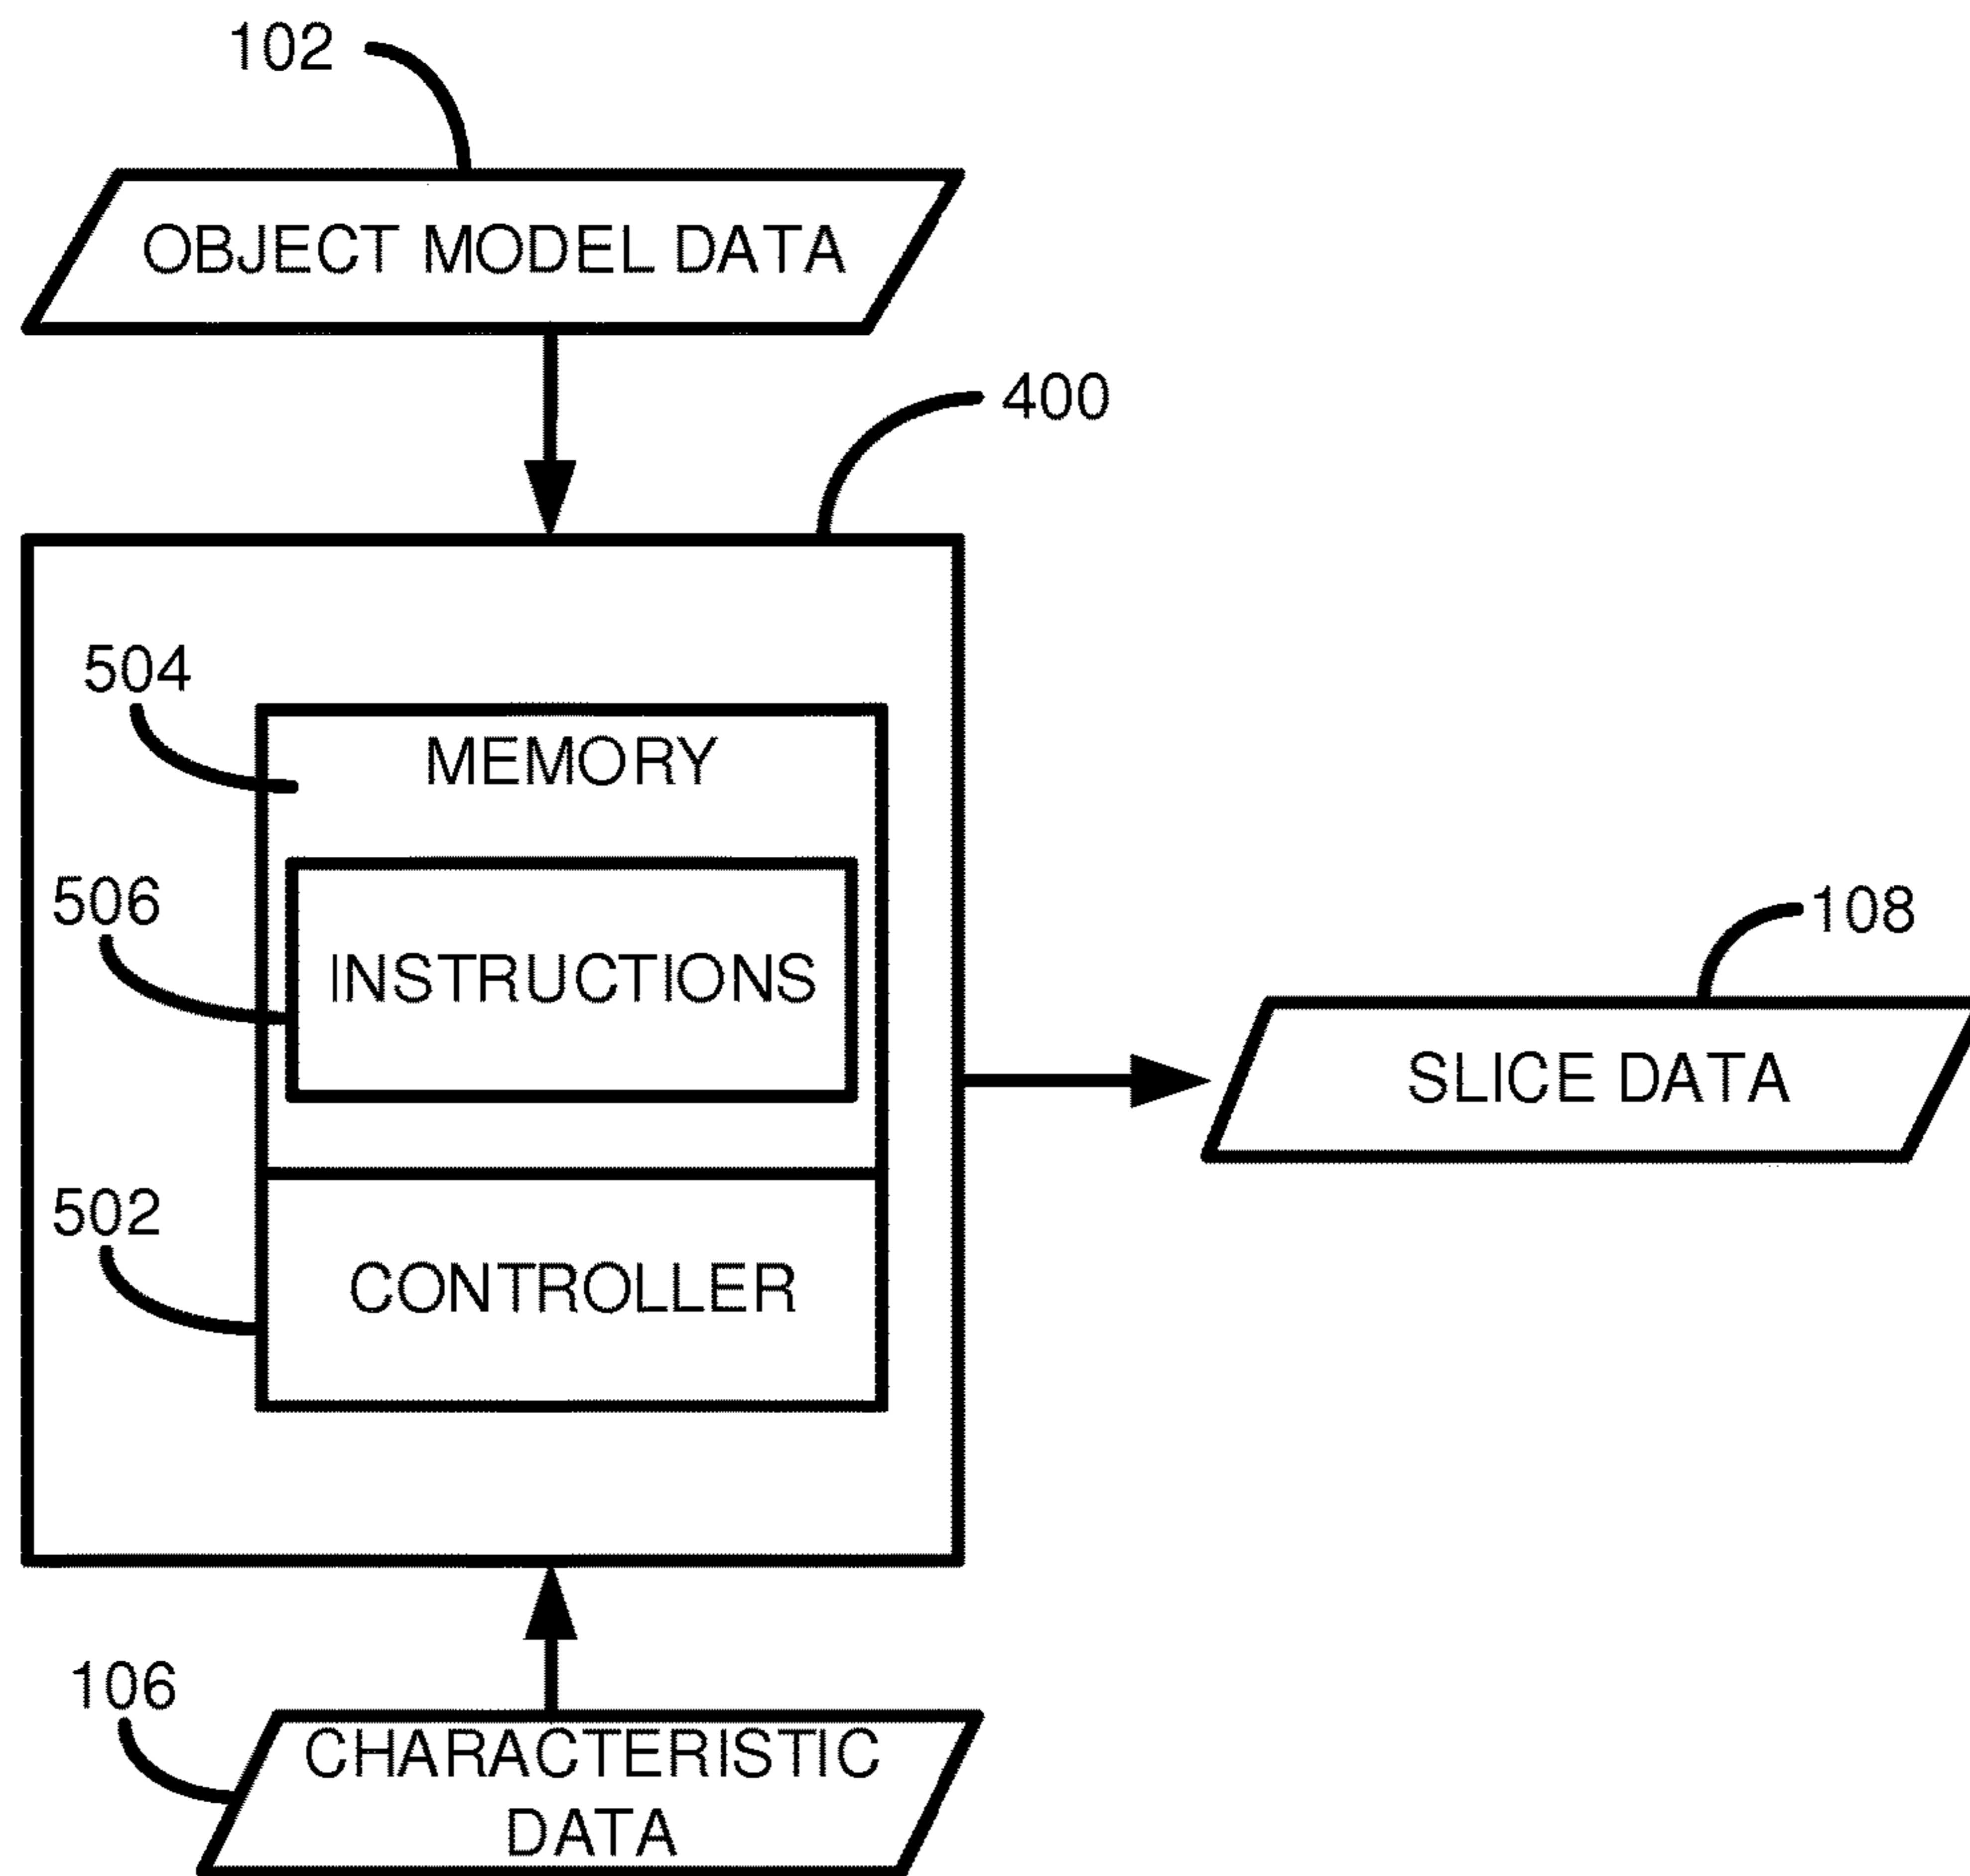 102
OBJECT MODEL DATA
400
504
MEMORY
506
INSTRUCTIONS
108
SLICE DATA
502
CONTROLLER
106
CHARACTERISTIC
DATA